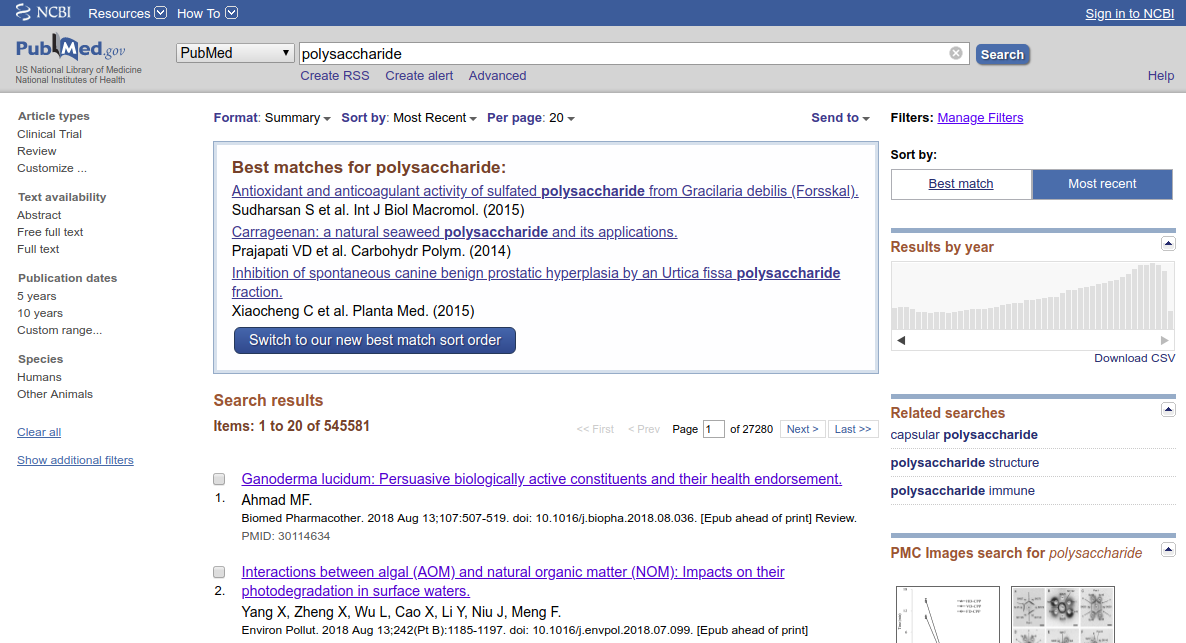 NCBI Resources How To Sign in to NCBI
PubMed.gov
US National Library of Medicine
National Institutes of Health
PubMed polysaccharide Search
Create RSS Create alert Advanced Help
Article types
Clinical Trial
Review
Customize ...
Text availability
Abstract
Free full text
Full text
Publication dates
5 years
10 years
Custom range...
Species
Humans
Other Animals
Clear all
Show additional filters
Format: Summary Sort by: Most Recent Per page: 20 Send to
Best matches for polysaccharide:
Antioxidant and anticoagulant activity of sulfated polysaccharide from Gracilaria debilis (Forsskal).
Sudharsan S et al. Int J Biol Macromol. (2015)
Carrageenan: a natural seaweed polysaccharide and its applications.
Prajapati VD et al. Carbohydr Polym. (2014)
Inhibition of spontaneous canine benign prostatic hyperplasia by an Urtica fissa polysaccharide
fraction.
Xiaocheng C et al. Planta Med. (2015)
Switch to our new best match sort order
Search results
Items: 1 to 20 of 545581
<< First < Prev Page 1 of 27280 Next > Last >>
Ganoderma lucidum: Persuasive biologically active constituents and their health endorsement.
1. Ahmad MF.
Biomed Pharmacother. 2018 Aug 13;107:507-519. doi: 10.1016/j.biopha.2018.08.036. [Epub ahead of print] Review.
PMID: 30114634
Interactions between algal (AOM) and natural organic matter (NOM): Impacts on their
2. photodegradation in surface waters.
Yang X, Zheng X, Wu L, Cao X, Li Y, Niu J, Meng F.
Environ Pollut. 2018 Aug 13;242(Pt B):1185-1197. doi: 10.1016/j.envpol.2018.07.099. [Epub ahead of print]
Filters: Manage Filters
Sort by:
Best match Most recent
Results by year
Download CSV
Related searches
capsular polysaccharide
polysaccharide structure
polysaccharide immune
PMC Images search for polysaccharide